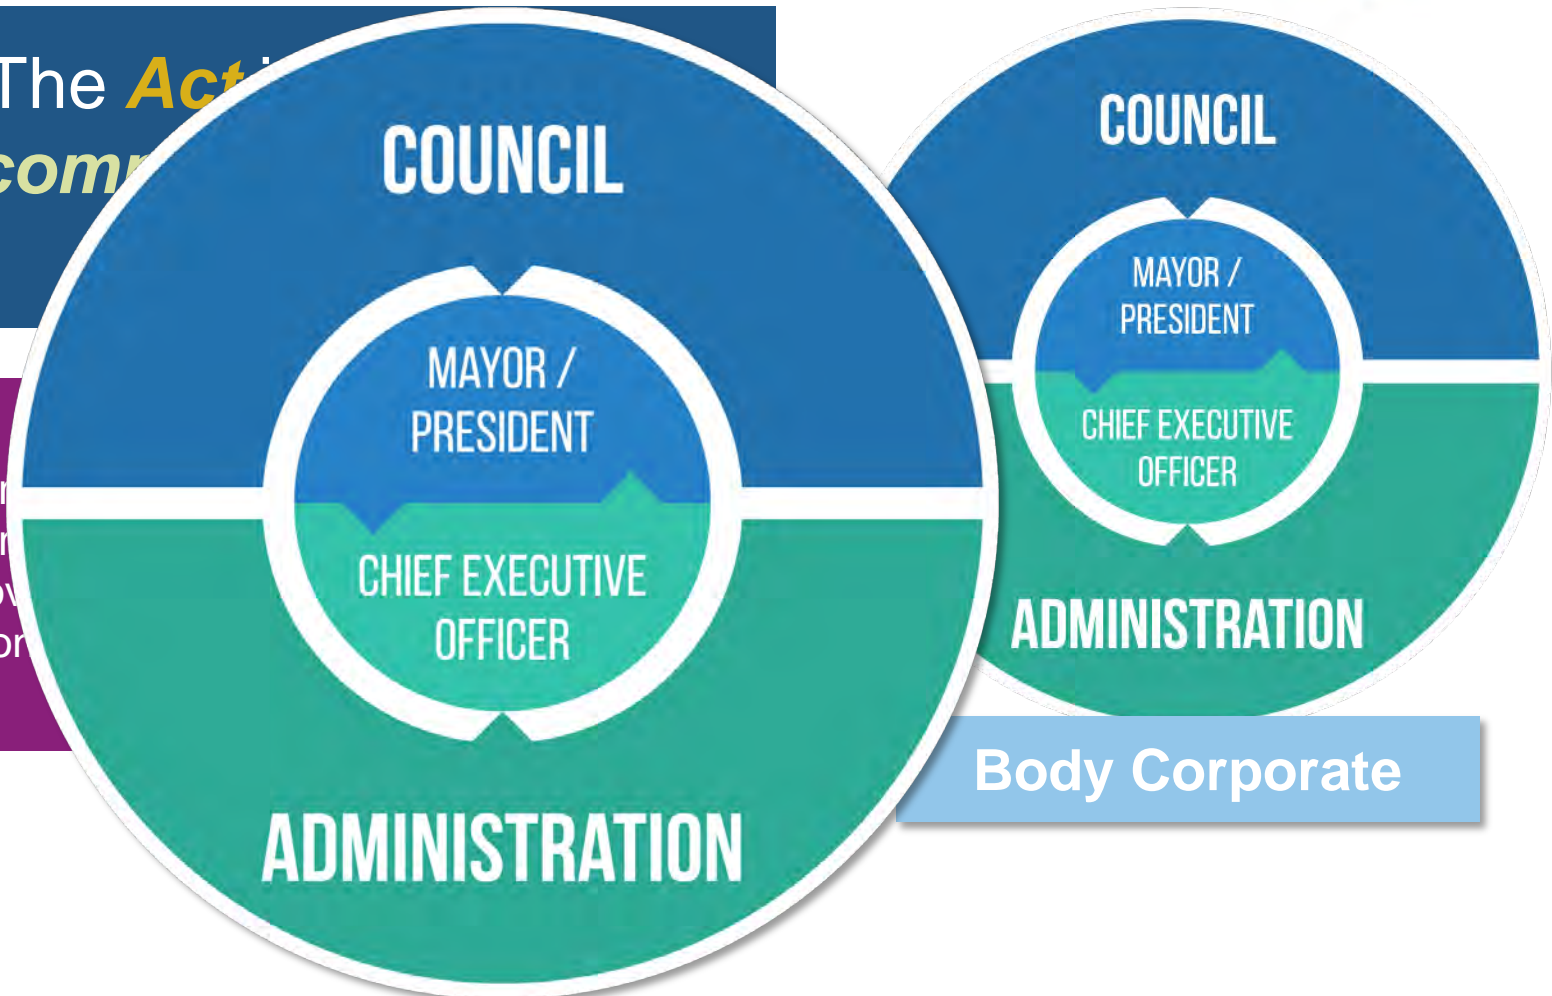 The Act
COUNCIL
MAYOR /
PRESIDENT
CHIEF EXECUTIVE
OFFICER
ADMINISTRATION
COUNCIL
MAYOR /
PRESIDENT
CHIEF EXECUTIVE
OFFICER
ADMINISTRATION
Body Corporate